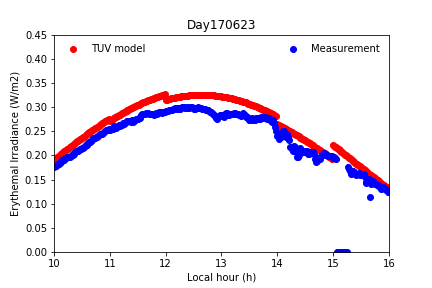 Day170623
TUV model
Measurement
Erythemal Irradiance (W/m2)
0.45
0.40
0.35
0.30
0.25
0.20
0.15
0.10
0.05
0.00
10 11 12 13 14 15 16
Local hour (h)